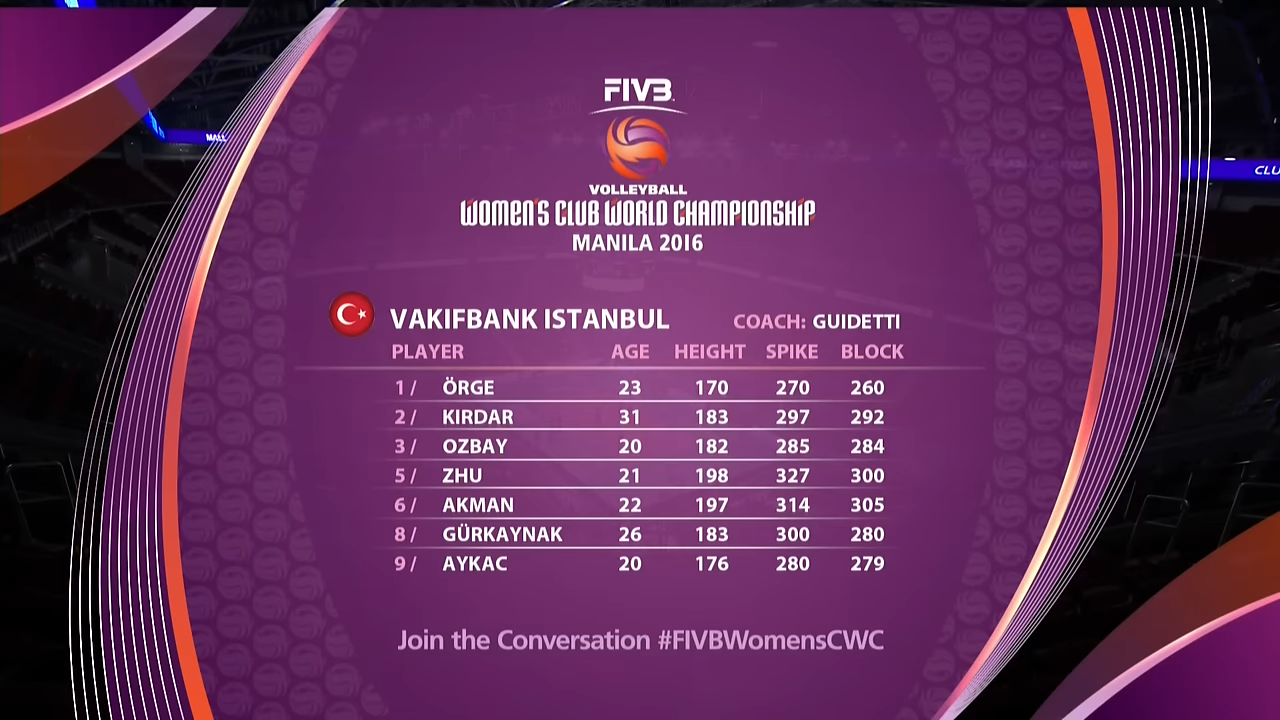 FIVB
VOLLEYBALL
WOMEN'S CLUB WORLD CHAMPIONSHIP
MANILA 2016
VAKIFBANK ISTANBUL COACH: GUIDETTI
PLAYER AGE HEIGHT SPIKE BLOCK
1 / ÖRGE 23 170 270 260
2 / KIRDAR 31 183 297 292
3 / OZBAY 20 182 285 284
5 / ZHU 21 198 327 300
6 / AKMAN 22 197 314 305
8 / GÜRKAYNAK 26 183 300 280
9 / AYKAC 20 176 280 279
Join the Conversation #FIVBWomensCWC